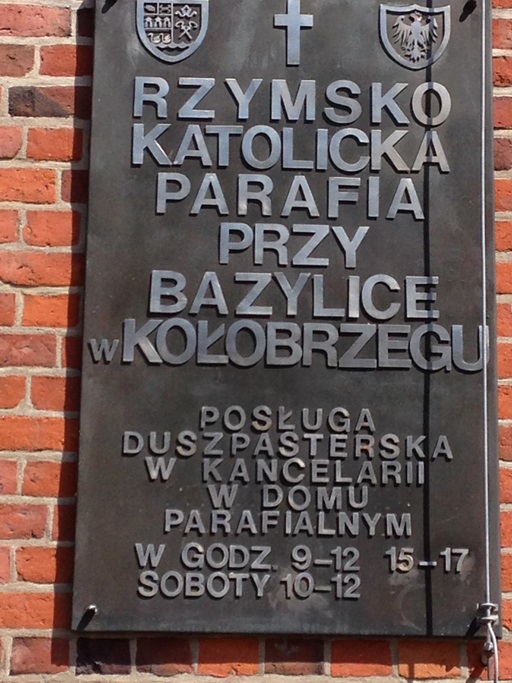 RZYMSKO
KATOLICKA
PARAFIA
PRZY
BAZYLICE
w KOŁOBRZEGU
POSŁUGA
DUSZPASTERSKA
W KANCELARII
W DOMU
PARAFIALNYM
W GODZ. 9-12 15-17
SOBOTY 10-12